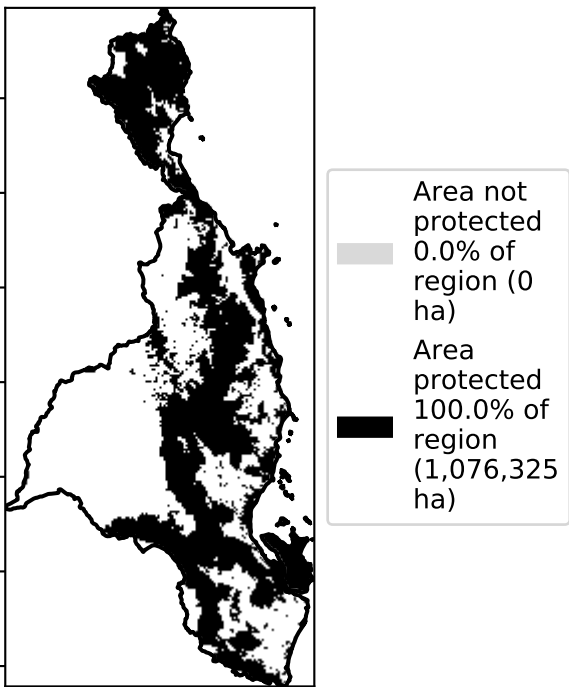 Area not
protected
0.0% of
region (0
ha)
Area
protected
100.0% of
region
(1,076,325
ha)